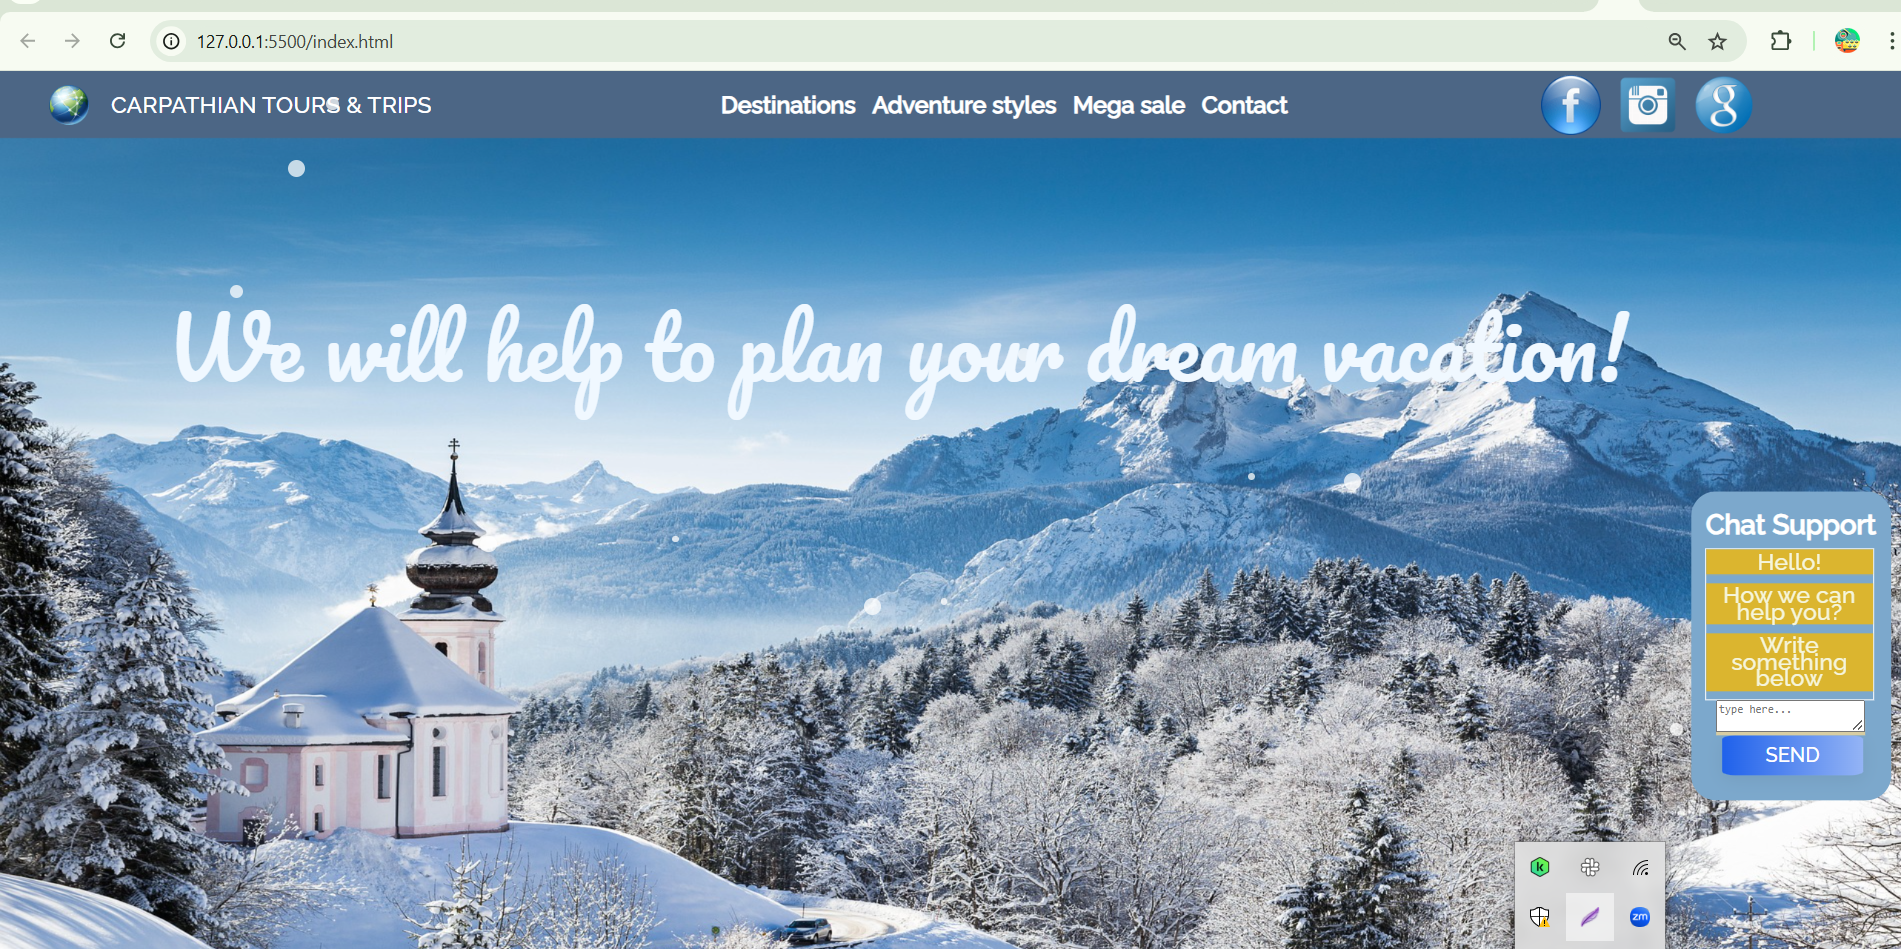 127.0.0.1:5500/index.html
CARPATHIAN TOURS & TRIPS
Destinations Adventure styles Mega sale Contact
f
g
We will help to plan your dream vacation!
Chat Support
Hello!
How we can
help you?
Write
something
below
type here...
SEND
k
zm